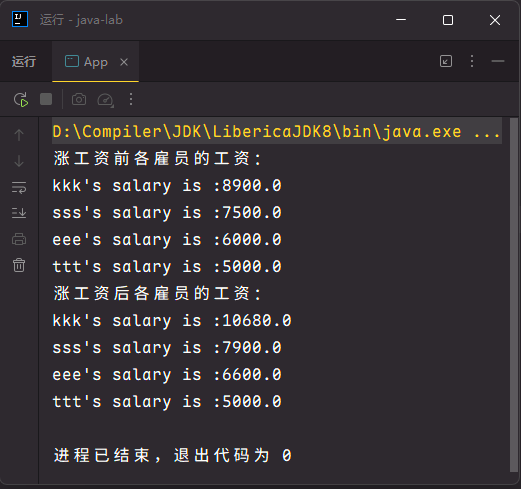 运行 - java-lab
运行
App
D:\Compiler\JDK\LibericaJDK8\bin\java.exe ...
涨工资前各雇员的工资：
kkk's salary is :8900.0
sss's salary is :7500.0
eee's salary is :6000.0
ttt's salary is :5000.0
涨工资后各雇员的工资：
kkk's salary is :10680.0
sss's salary is :7900.0
eee's salary is :6600.0
ttt's salary is :5000.0
进程已结束，退出代码为 0